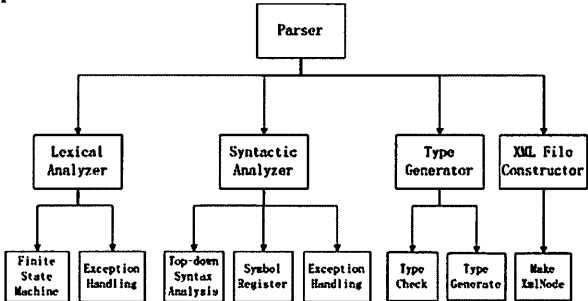 Parser
Lexical
Analyzer
Syntactic
Analyzer
Type
Generator
XML File
Constructor
Finite
State
Machine
Exception
Handling
Top-down
Syntax
Analysis
Symbol
Register
Exception
Handling
Type
Check
Type
Generate
Make
XmlNode